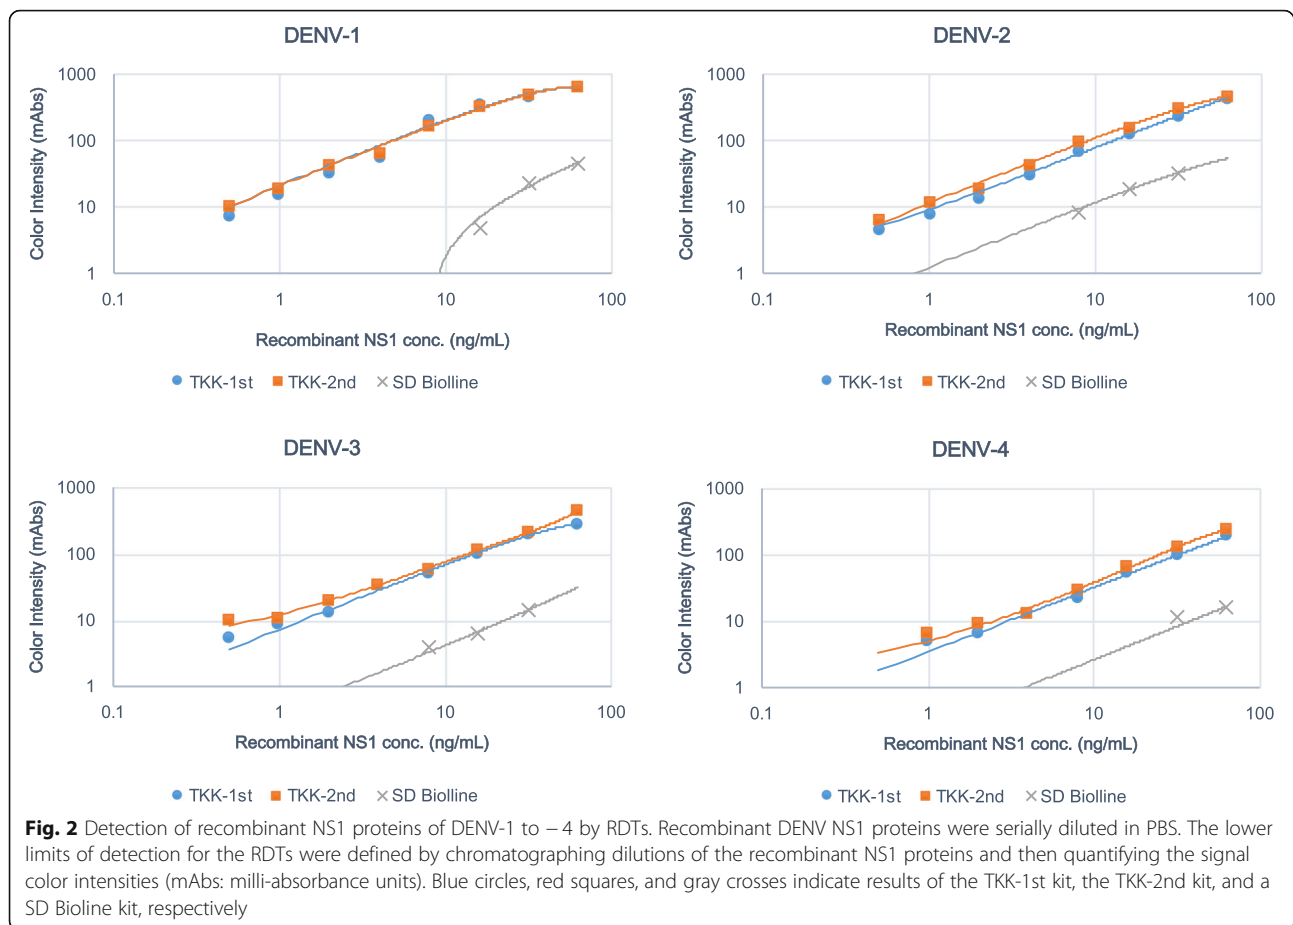 DENV-1
1000
100
10
1
0.1
1
10
100
Color Intensity (mAbs)
Recombinant NS1 conc. (ng/mL)
TKK-1st TKK-2nd SD Biolline
DENV-2
1000
100
10
1
0.1
1
10
100
Color Intensity (mAbs)
Recombinant NS1 conc. (ng/mL)
TKK-1st TKK-2nd SD Biolline
DENV-3
1000
100
10
1
0.1
1
10
100
Color Intensity (mAbs)
Recombinant NS1 conc. (ng/mL)
TKK-1st TKK-2nd SD Biolline
DENV-4
1000
100
10
1
0.1
1
10
100
Color Intensity (mAbs)
Recombinant NS1 conc. (ng/mL)
TKK-1st TKK-2nd SD Biolline
Fig. 2 Detection of recombinant NS1 proteins of DENV-1 to − 4 by RDTs. Recombinant DENV NS1 proteins were serially diluted in PBS. The lower
limits of detection for the RDTs were defined by chromatographing dilutions of the recombinant NS1 proteins and then quantifying the signal
color intensities (mAbs: milli-absorbance units). Blue circles, red squares, and gray crosses indicate results of the TKK-1st kit, the TKK-2nd kit, and a
SD Bioline kit, respectively